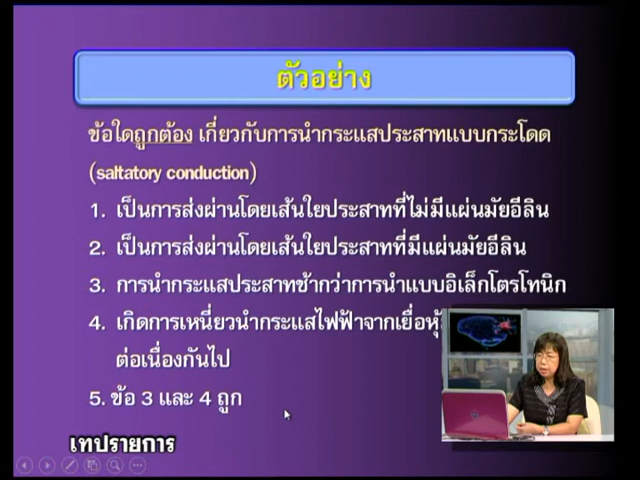 ตัวอย่าง
ข้อใดถูกต้อง เกี่ยวกับการนำกระแสประสาทแบบกระโดด
(saltatory conduction)
1. เป็นการส่งผ่านโดยเส้นใยประสาทที่ไม่มีแผ่นมัยอีลิน
2. เป็นการส่งผ่านโดยเส้นใยประสาทที่มีแผ่นมัยอีลิน
3. การนำกระแสประสาทช้ากว่าการนำแบบอิเล็กโตรโทนิก
4. เกิดการเหนี่ยวนำกระแสไฟฟ้าจากเยื่อหุ้
ต่อเนื่องกันไป
5. ข้อ 3 และ 4 ถูก
เทปรายการ